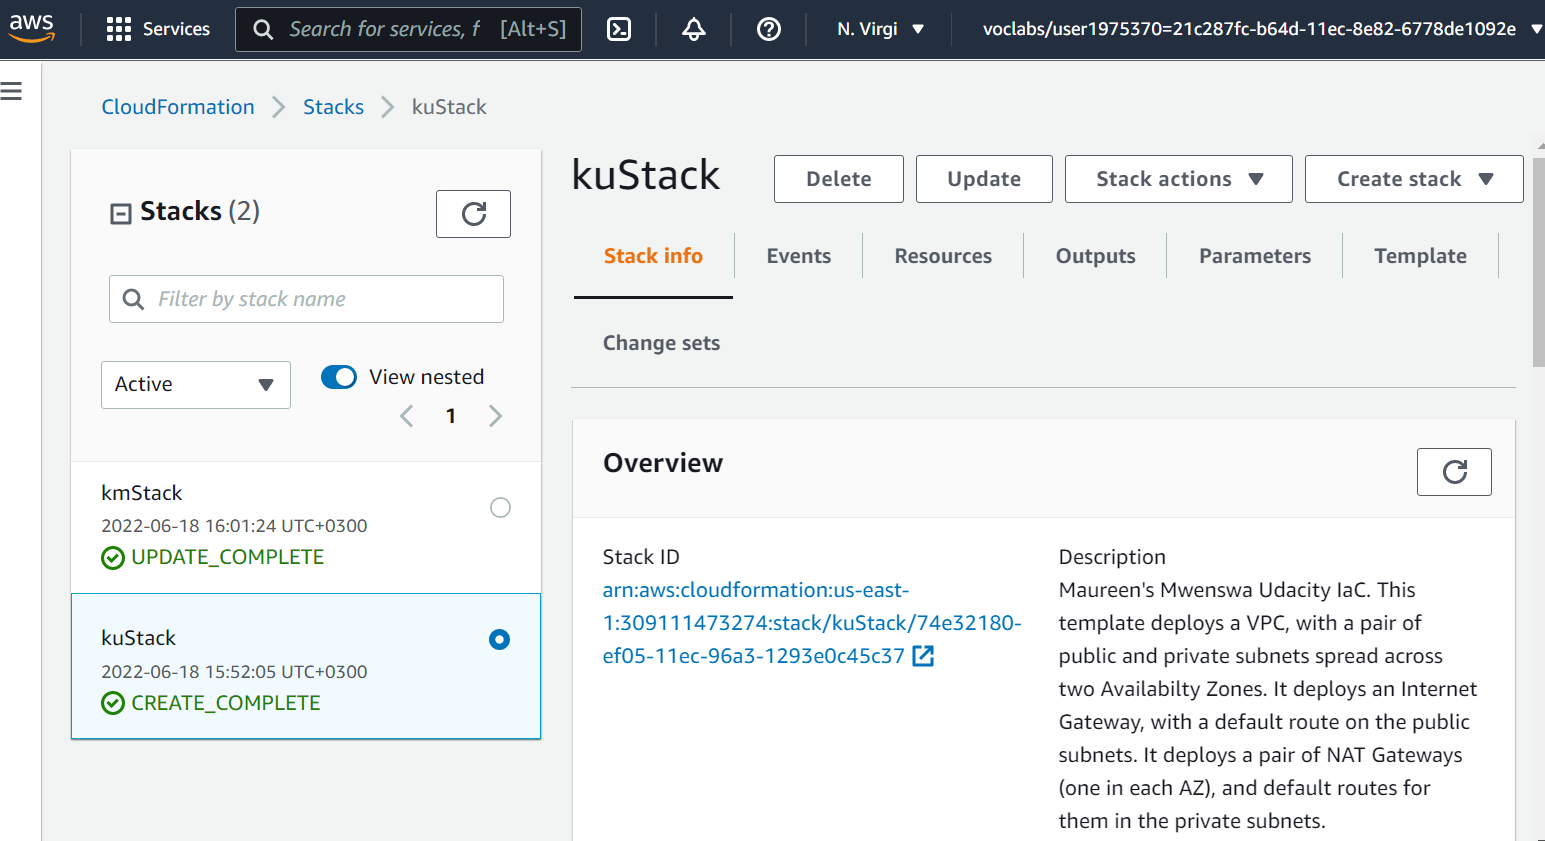 aws
Services
Search for services, f [Alt+S]
N. Virgi
voclabs/user1975370=21c287fc-b64d-11ec-8e82-6778de1092e
CloudFormation
Stacks
kuStack
Stacks (2)
Filter by stack name
Active
View nested
1
kmStack
2022-06-18 16:01:24 UTC+0300
UPDATE_COMPLETE
kuStack
2022-06-18 15:52:05 UTC+0300
CREATE_COMPLETE
kuStack
Delete
Update
Stack actions
Create stack
Stack info
Events
Resources
Outputs
Parameters
Template
Change sets
Overview
Stack ID
arn:aws:cloudformation:us-east-
1:309111473274:stack/kuStack/74e32180-
ef05-11ec-96a3-1293e0c45c37
Description
Maureen's Mwenswa Udacity IaC. This
template deploys a VPC, with a pair of
public and private subnets spread across
two Availabilty Zones. It deploys an Internet
Gateway, with a default route on the public
subnets. It deploys a pair of NAT Gateways
(one in each AZ), and default routes for
them in the private subnets.